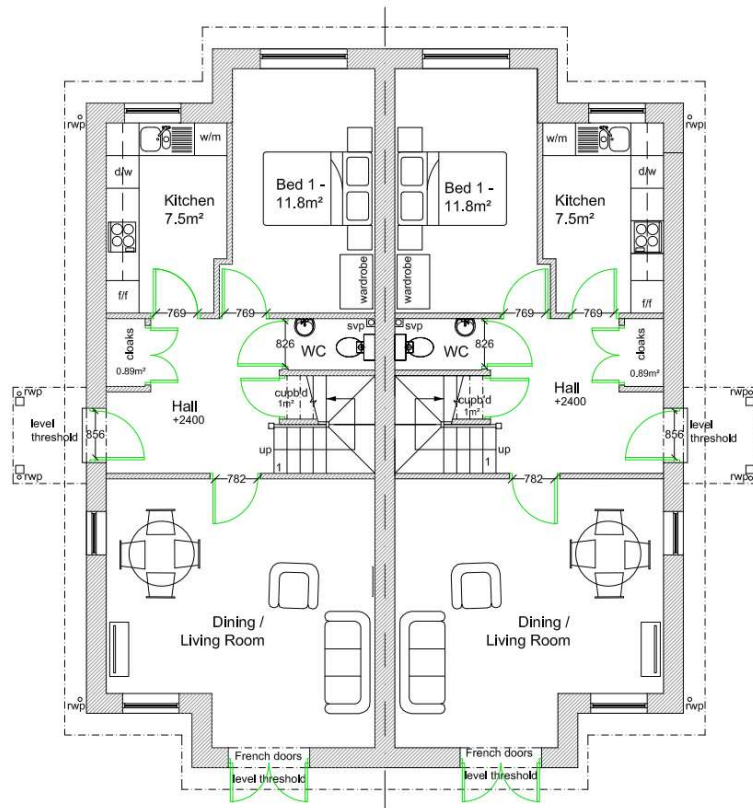 rwp
rwp
w/m
w/m
d/w
d/w
Kitchen
7.5m²
Bed 1 -
11.8m²
Bed 1 -
11.8m²
Kitchen
7.5m²
wardrobe
wardrobe
f/f
f/f
769
769
769
769
svp
svp
cloaks
0.89m²
826
WC
WC
826
cloaks
0.89m²
rwp
rwp
level
threshold
856
Hall
+2400
cupb'd
1m²
cupb'd
1m²
Hall
+2400
856
level
threshold
up
1
up
1
rwp
rwp
782
782
Dining /
Living Room
Dining /
Living Room
rwp
rwp
French doors
level threshold
French doors
level threshold